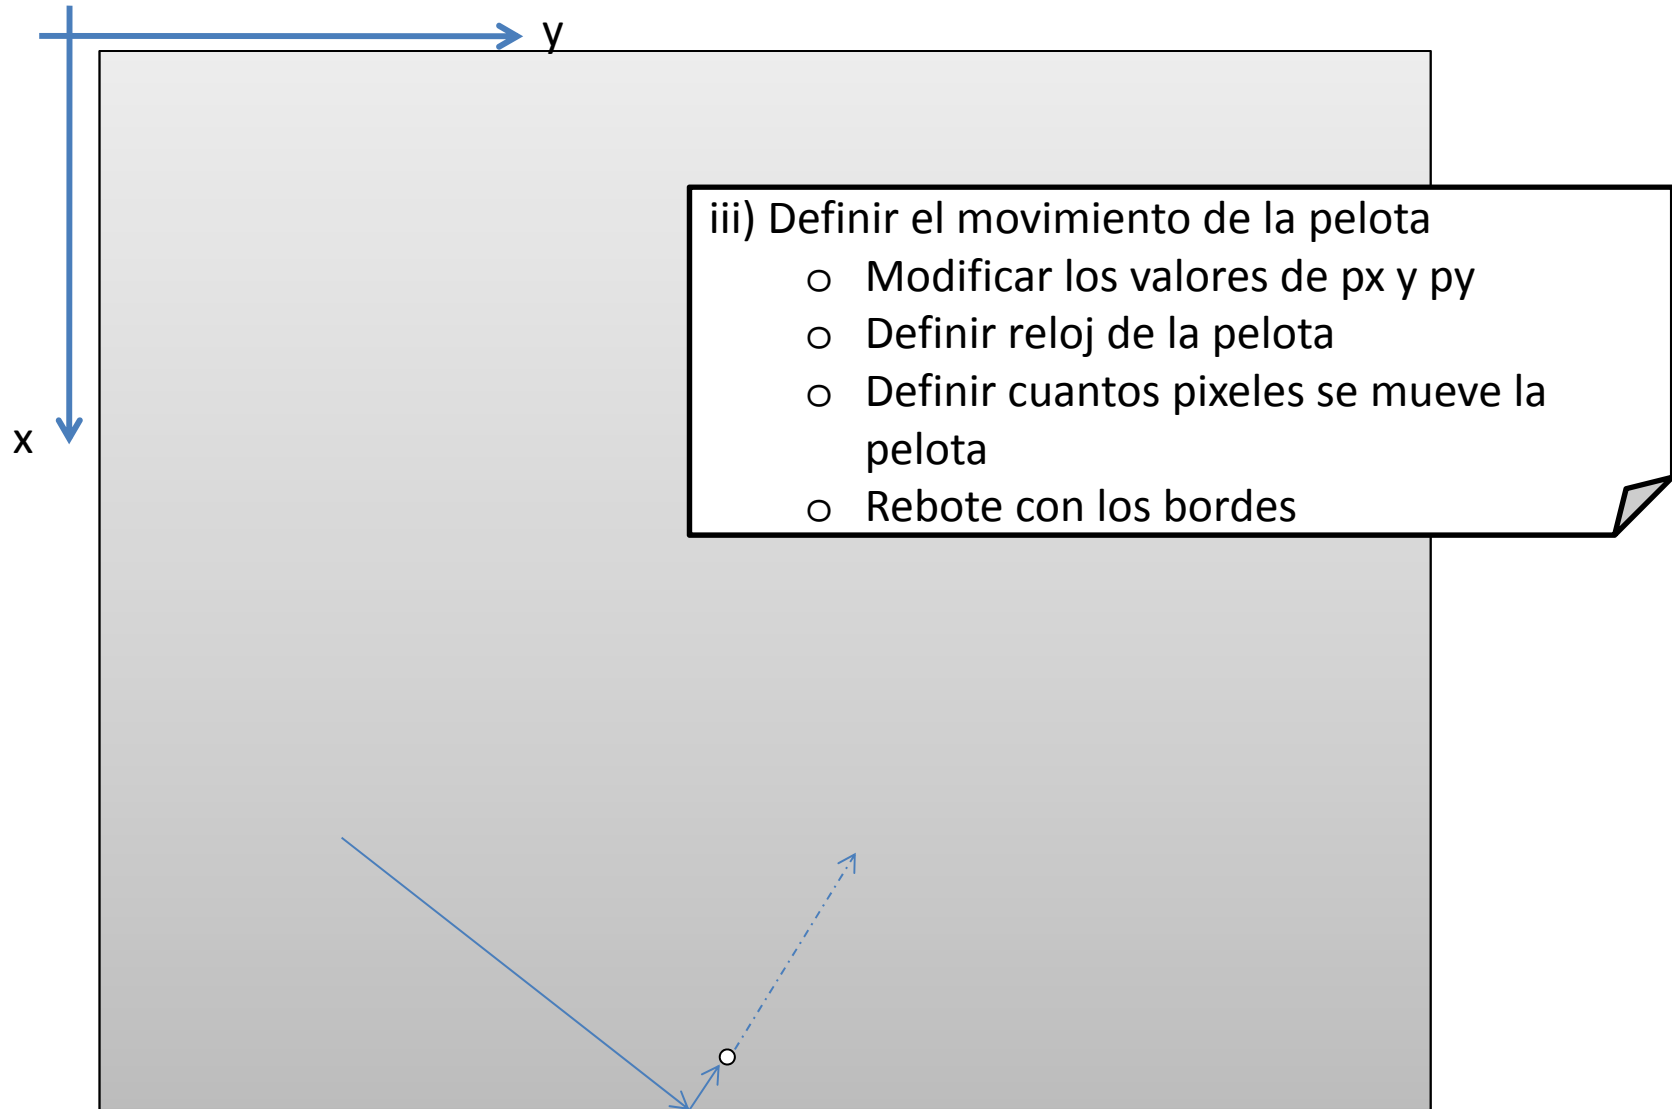 y
x
iii) Definir el movimiento de la pelota
o Modificar los valores de px y py
o Definir reloj de la pelota
o Definir cuantos pixeles se mueve la
pelota
o Rebote con los bordes